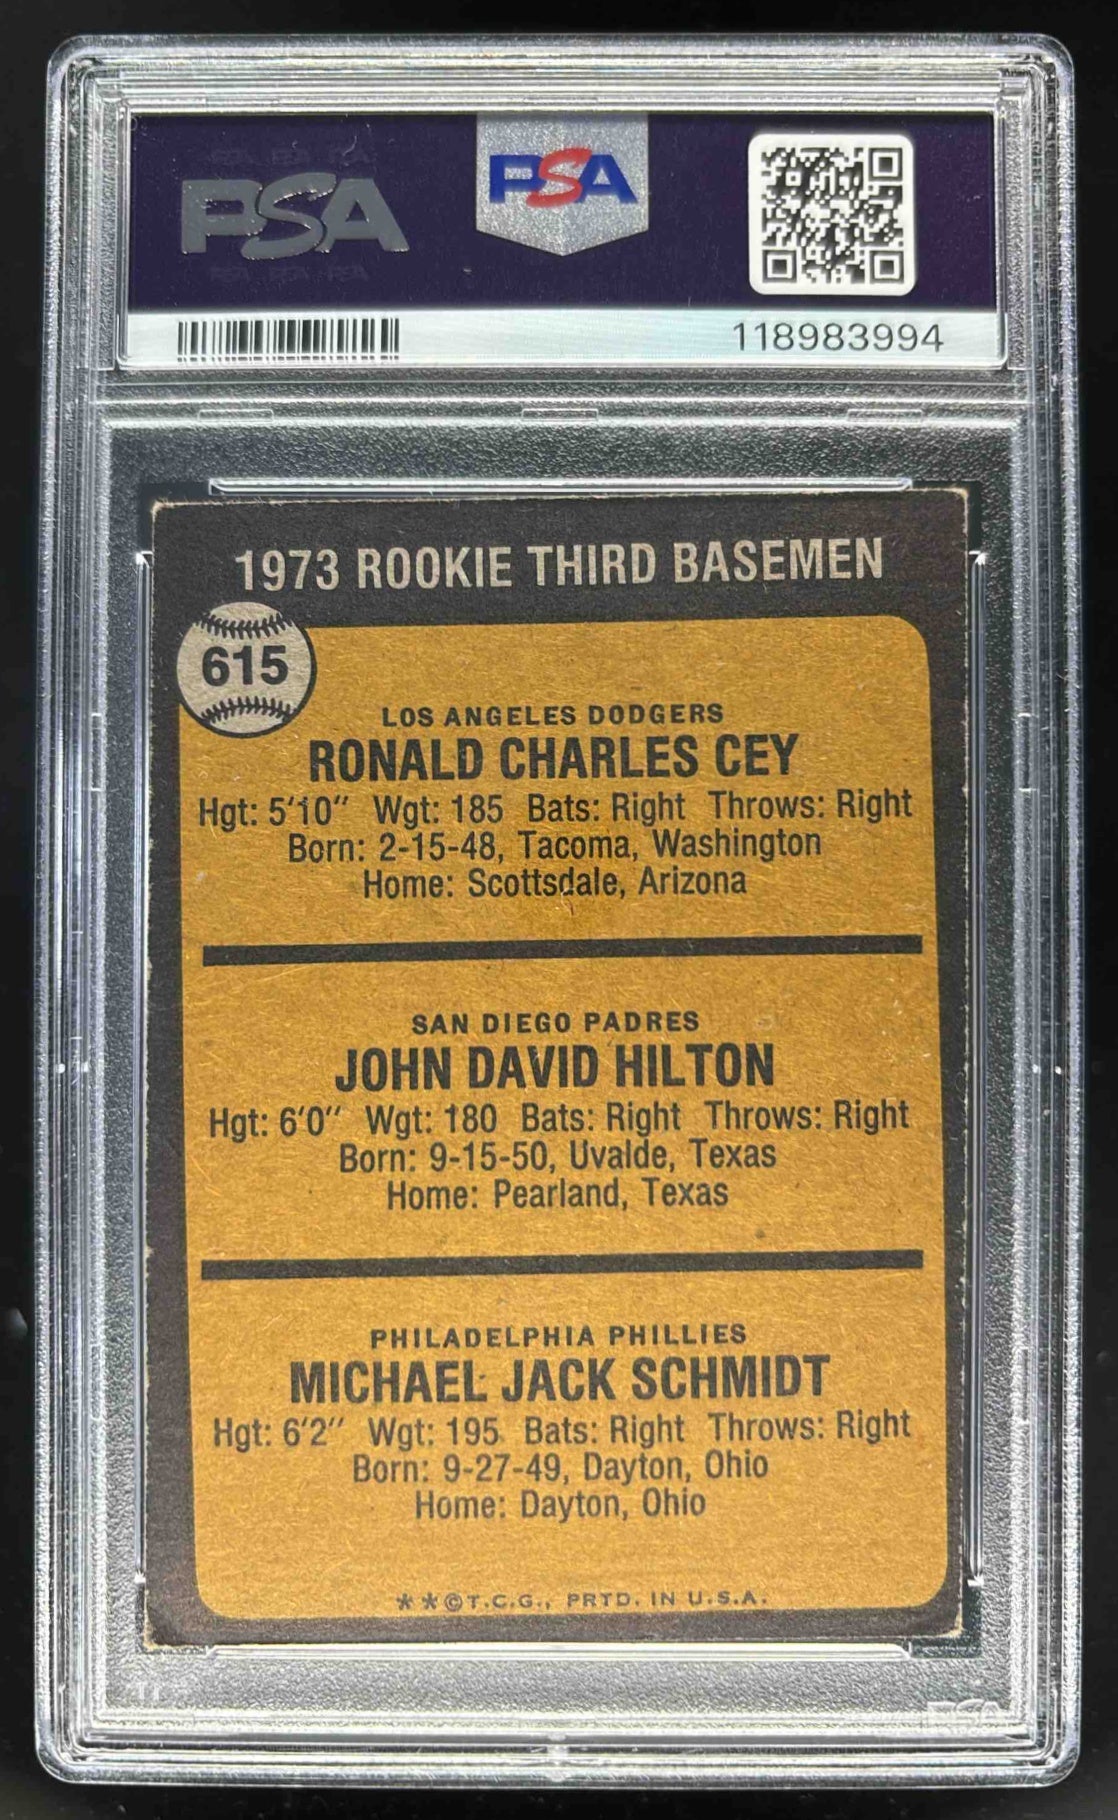 PSA
PSA
118983994
1973 ROOKIE THIRD BASEMEN
615
LOS ANGELES DODGERS
RONALD CHARLES CEY
Hgt: 5'10" Wgt: 185 Bats: Right Throws: Right
Born: 2-15-48, Tacoma, Washington
Home: Scottsdale, Arizona
SAN DIEGO PADRES
JOHN DAVID HILTON
Hgt: 6'0" Wgt: 180 Bats: Right Throws: Right
Born: 9-15-50, Uvalde, Texas
Home: Pearland, Texas
PHILADELPHIA PHILLIES
MICHAEL JACK SCHMIDT
Hgt: 6'2" Wgt: 195 Bats: Right Throws: Right
Born: 9-27-49, Dayton, Ohio
Home: Dayton, Ohio
**©T.C.G., PRTD. IN U.S.A.
PSA